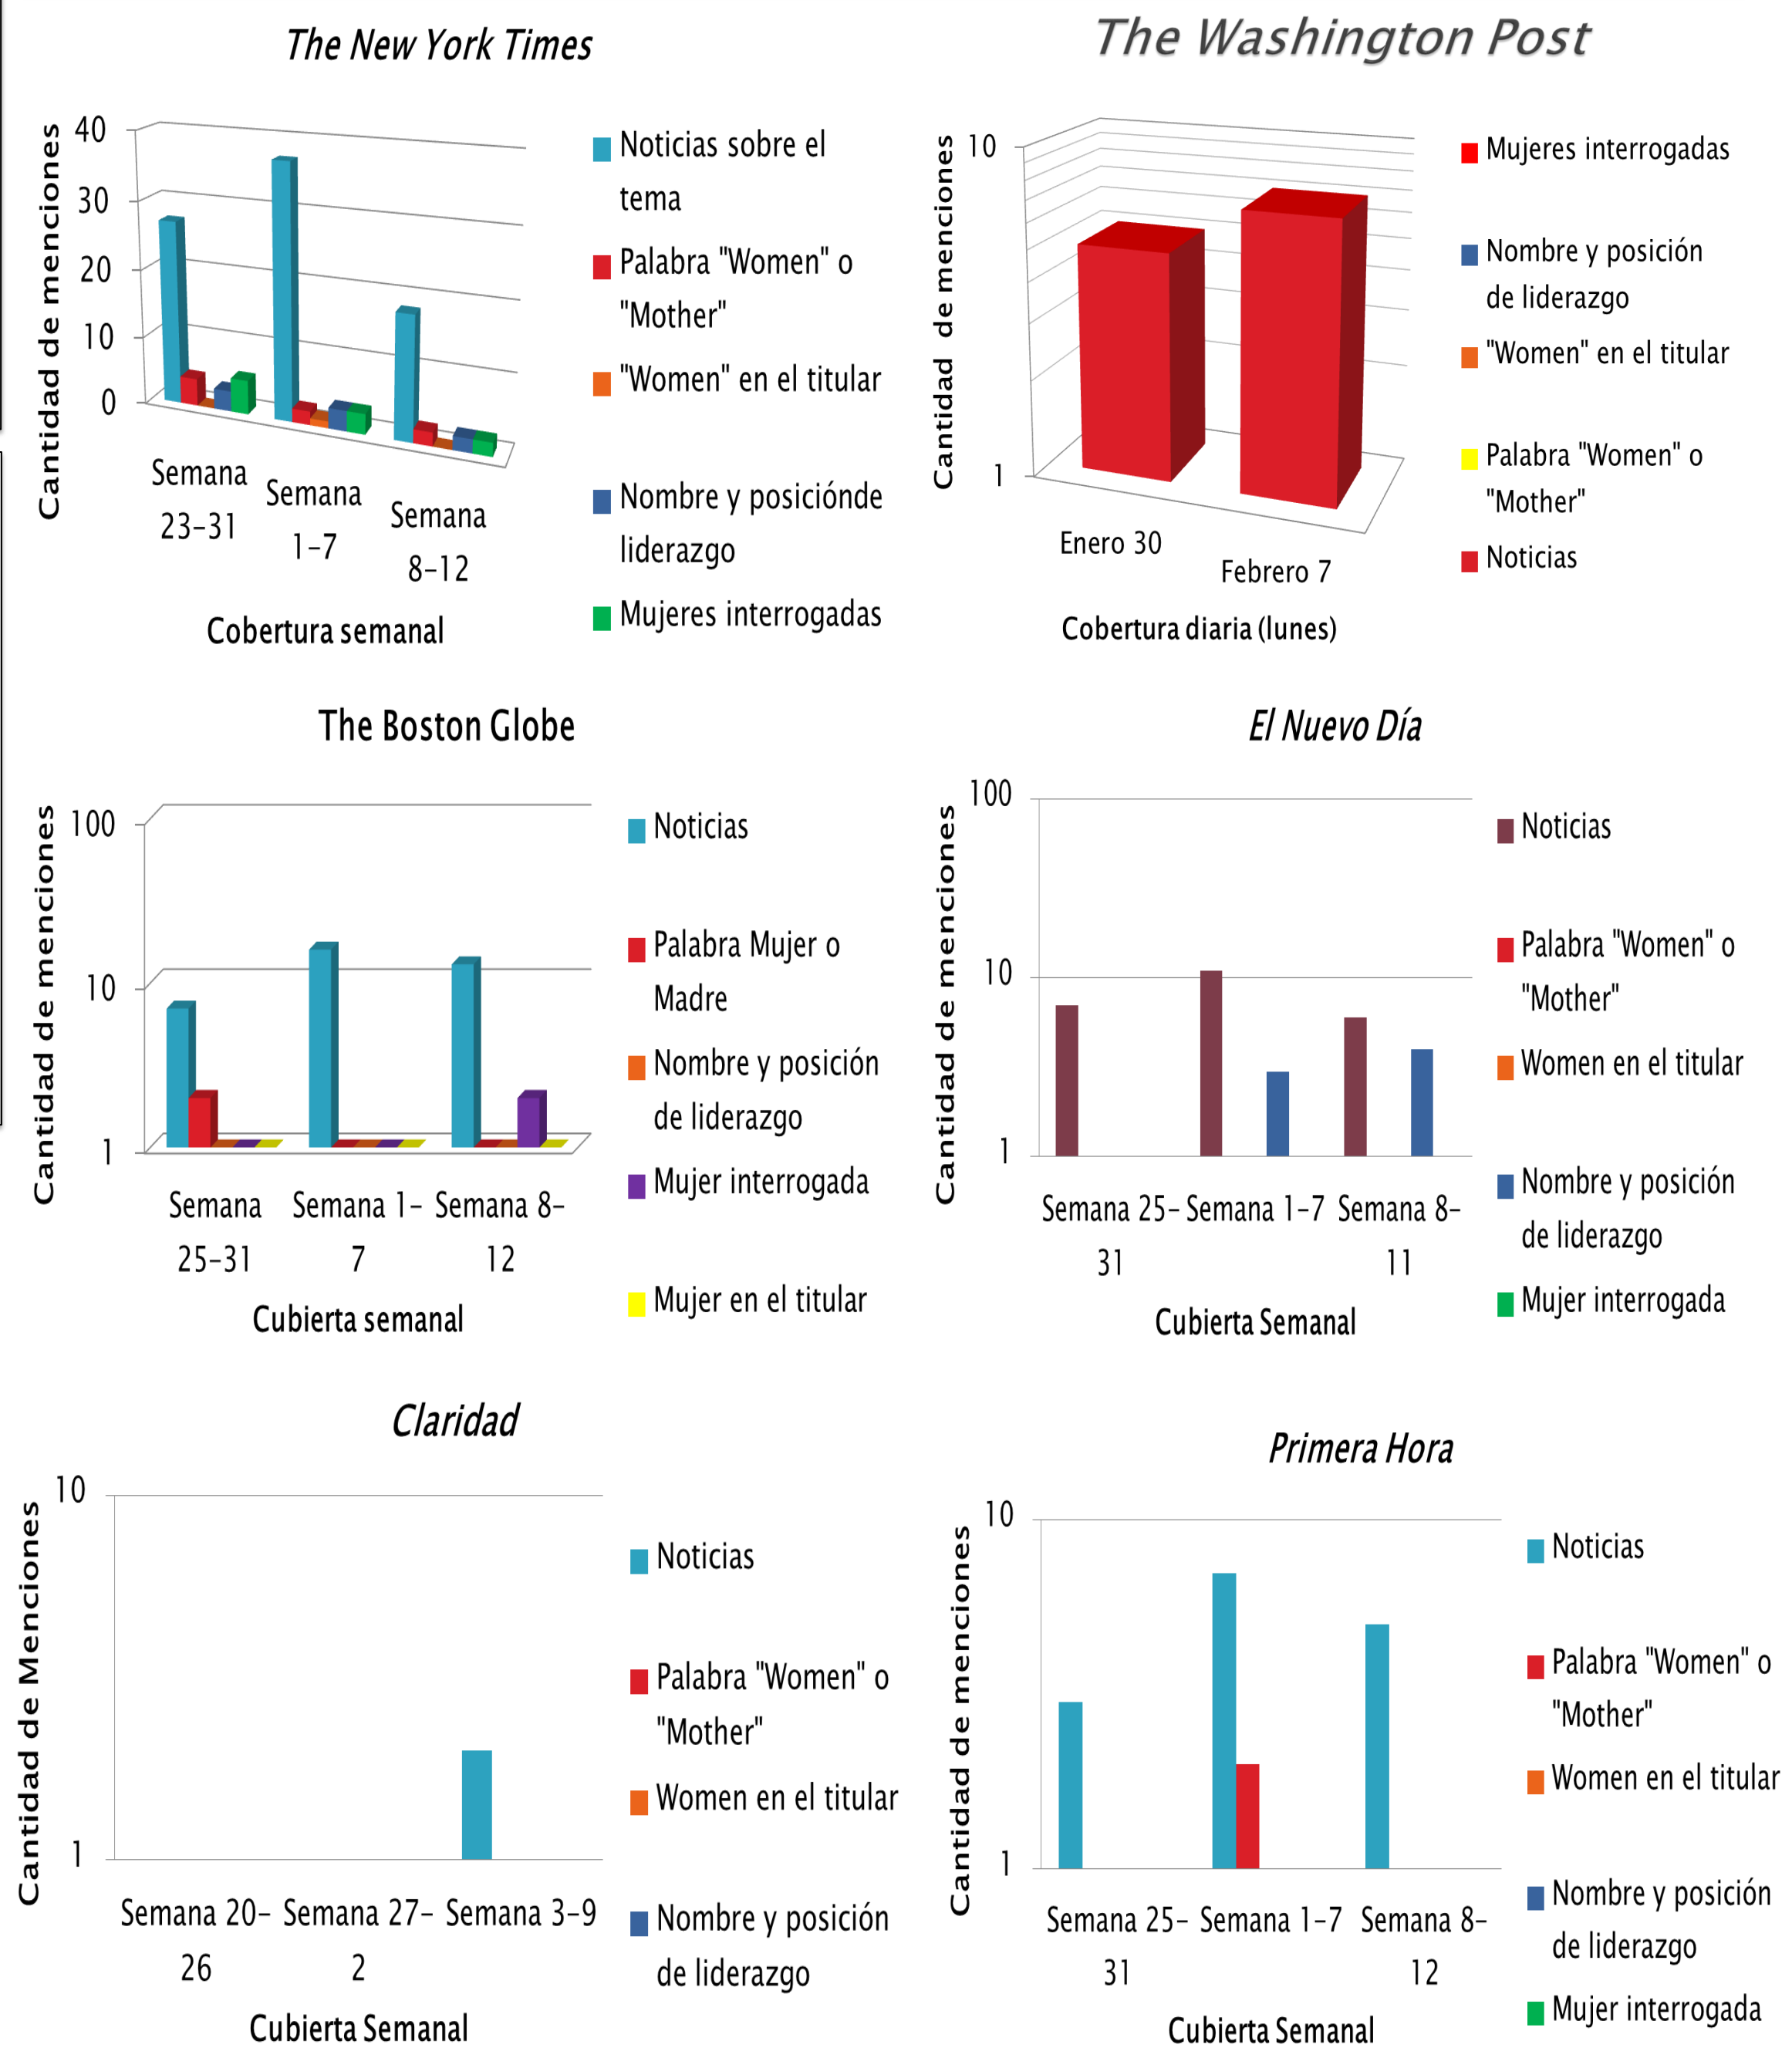 The New York Times
Cantidad de menciones
40
30
20
10
0
Semana
23-31
Semana
1-7
Semana
8-12
Cobertura semanal
Noticias sobre el
tema
Palabra "Women" o
"Mother"
"Women" en el titular
Nombre y posiciónde
liderazgo
Mujeres interrogadas
The Washington Post
Cantidad de menciones
10
1
Enero 30
Febrero 7
Cobertura diaria (lunes)
Mujeres interrogadas
Nombre y posición
de liderazgo
"Women" en el titular
Palabra "Women" o
"Mother"
Noticias
The Boston Globe
Cantidad de menciones
100
10
1
Semana
25-31
Semana 1-
7
Semana 8-
12
Cubierta semanal
Noticias
Palabra Mujer o
Madre
Nombre y posición
de liderazgo
Mujer interrogada
Mujer en el titular
El Nuevo Día
Cantidad de menciones
100
10
1
Semana 25-
31
Semana 1-7
Semana 8-
11
Cubierta Semanal
Noticias
Palabra "Women" o
"Mother"
Women en el titular
Nombre y posición
de liderazgo
Mujer interrogada
Claridad
Cantidad de Menciones
10
1
Semana 20-
26
Semana 27-
2
Semana 3-9
Cubierta Semanal
Noticias
Palabra "Women" o
"Mother"
Women en el titular
Nombre y posición
de liderazgo
Primera Hora
Cantidad de menciones
10
1
Semana 25-
31
Semana 1-7
Semana 8-
12
Cubierta Semanal
Noticias
Palabra "Women" o
"Mother"
Women en el titular
Nombre y posición
de liderazgo
Mujer interrogada